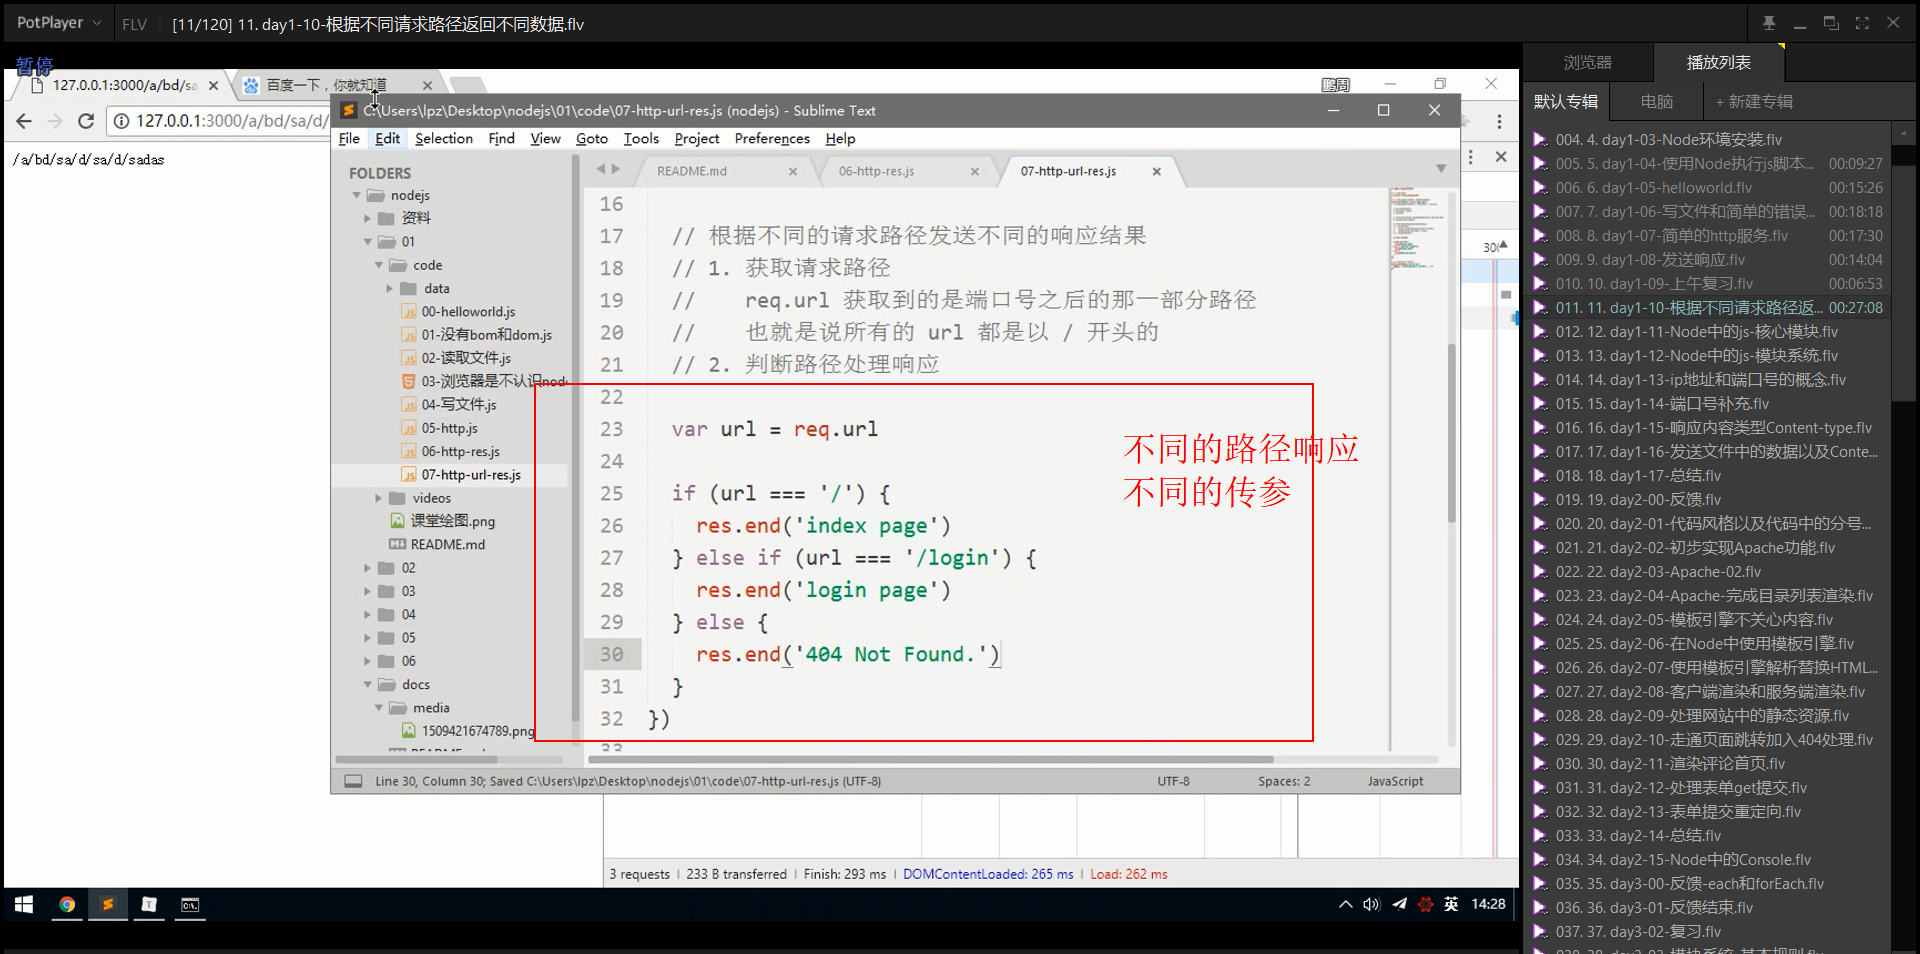 PotPlayer
FLV
[11/120] 11. day1-10-根据不同请求路径返回不同数据.flv
暂停
127.0.0.1:3000/a/bd/sa
百度一下，你就知道
鹏周
127.0.0.1:3000/a/bd/sa/d/
/a/bd/sa/d/sa/d/sadas
C:\Users\lpz\Desktop\nodejs\01\code\07-http-url-res.js (nodejs) - Sublime Text
File Edit Selection Find View Goto Tools Project Preferences Help
FOLDERS
nodejs
资料
01
code
data
00-helloworld.js
01-没有bom和dom.js
02-读取文件.js
03-浏览器是不认识node
04-写文件.js
05-http.js
06-http-res.js
07-http-url-res.js
videos
课堂绘图.png
README.md
02
03
04
05
06
docs
media
1509421674789.png
README.md
README.md
06-http-res.js
07-http-url-res.js
16
17 // 根据不同的请求路径发送不同的响应结果
18 // 1. 获取请求路径
19 // req.url 获取到的是端口号之后的那一部分路径
20 // 也就是说所有的 url 都是以 / 开头的
21 // 2. 判断路径处理响应
22
23 var url = req.url
24
25 if (url === '/') {
26 res.end('index page')
27 } else if (url === '/login') {
28 res.end('login page')
29 } else {
30 res.end('404 Not Found.')
31 }
32 })
33
不同的路径响应
不同的传参
Line 30, Column 30; Saved C:\Users\lpz\Desktop\nodejs\01\code\07-http-url-res.js (UTF-8)
UTF-8
Spaces: 2
JavaScript
300
3 requests | 233 B transferred | Finish: 293 ms | DOMContentLoaded: 265 ms | Load: 262 ms
英
14:28
浏览器
播放列表
默认专辑
电脑
+ 新建专辑
004. 4. day1-03-Node环境安装.flv
005. 5. day1-04-使用Node执行js脚本... 00:09:27
006. 6. day1-05-helloworld.flv 00:15:26
007. 7. day1-06-写文件和简单的错误... 00:18:18
008. 8. day1-07-简单的http服务.flv 00:17:30
009. 9. day1-08-发送响应.flv 00:14:04
010. 10. day1-09-上午复习.flv 00:06:53
011. 11. day1-10-根据不同请求路径返... 00:27:08
012. 12. day1-11-Node中的js-核心模块.flv
013. 13. day1-12-Node中的js-模块系统.flv
014. 14. day1-13-ip地址和端口号的概念.flv
015. 15. day1-14-端口号补充.flv
016. 16. day1-15-响应内容类型Content-type.flv
017. 17. day1-16-发送文件中的数据以及Conte...
018. 18. day1-17-总结.flv
019. 19. day2-00-反馈.flv
020. 20. day2-01-代码风格以及代码中的分号...
021. 21. day2-02-初步实现Apache功能.flv
022. 22. day2-03-Apache-02.flv
023. 23. day2-04-Apache-完成目录列表渲染.flv
024. 24. day2-05-模板引擎不关心内容.flv
025. 25. day2-06-在Node中使用模板引擎.flv
026. 26. day2-07-使用模板引擎解析替换HTML...
027. 27. day2-08-客户端渲染和服务端渲染.flv
028. 28. day2-09-处理网站中的静态资源.flv
029. 29. day2-10-走通页面跳转加入404处理.flv
030. 30. day2-11-渲染评论首页.flv
031. 31. day2-12-处理表单get提交.flv
032. 32. day2-13-表单提交重定向.flv
033. 33. day2-14-总结.flv
034. 34. day2-15-Node中的Console.flv
035. 35. day3-00-反馈-each和forEach.flv
036. 36. day3-01-反馈结束.flv
037. 37. day3-02-复习.flv
038. 38. day3-03-模块系统-基本规则.flv